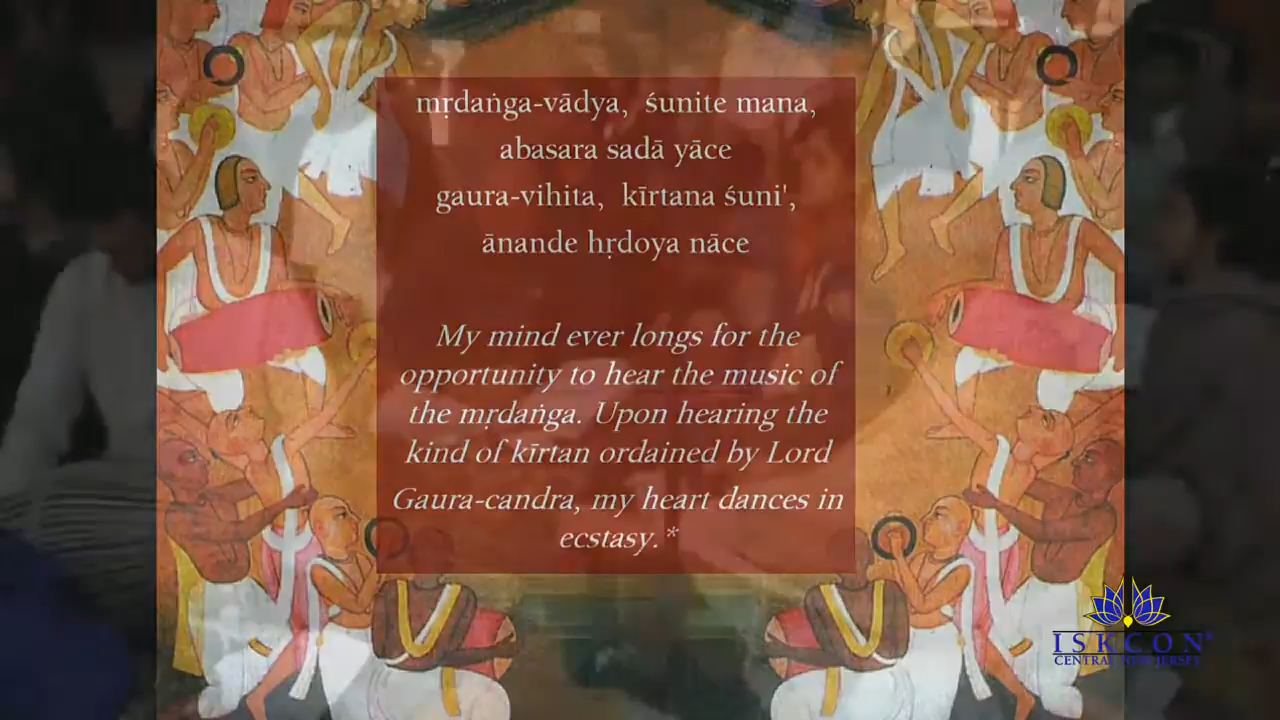 mṛdaṅga-vādya, śunite mana,
abasara sadā yāce
gaura-vihita, kīrtana śuni',
ānande hṛdoya nāce
My mind ever longs for the
opportunity to hear the music of
the mṛdaṅga. Upon hearing the
kind of kīrtan ordained by Lord
Gaura-candra, my heart dances in
ecstasy.*
ISKCON®
CENTRAL NEW JERSEY